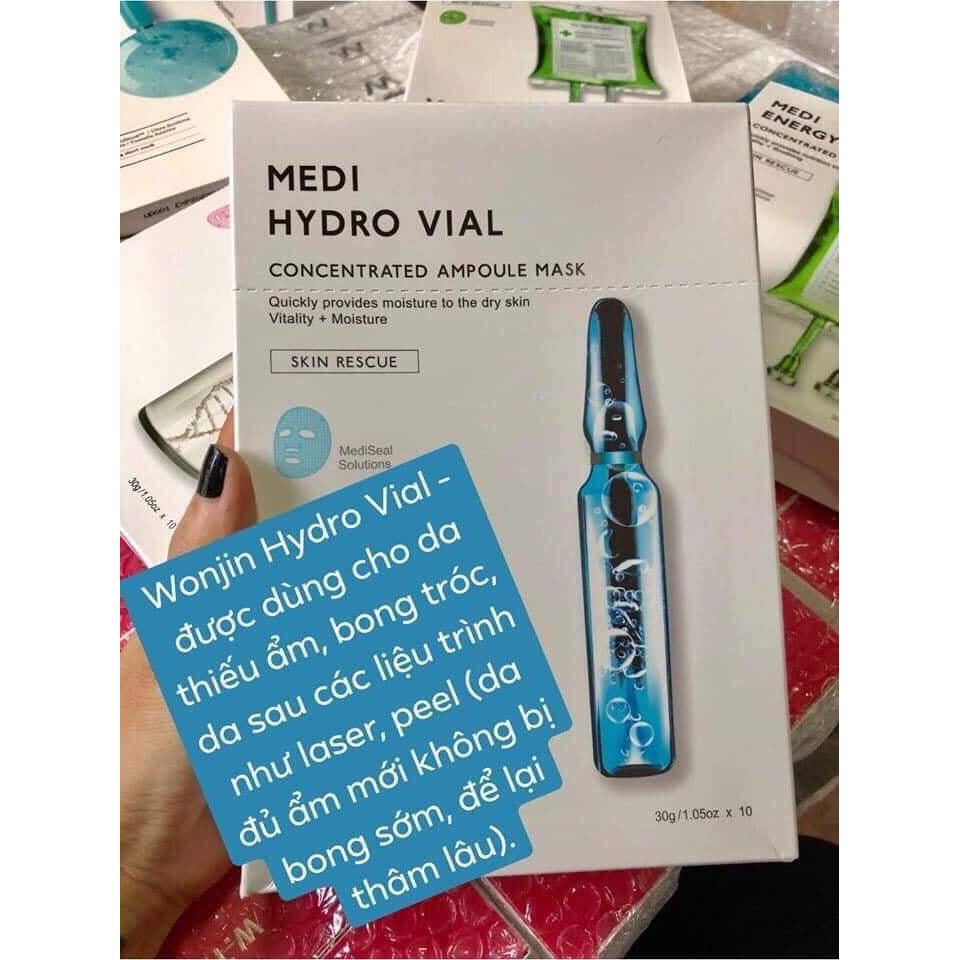 SKIN RESCUE
MEDI
ENERGY
CONCENTRATED
SKIN RESCUE
MEDI
HYDRO VIAL
CONCENTRATED AMPOULE MASK
Quickly provides moisture to the dry skin
Vitality + Moisture
SKIN RESCUE
MediSeal
Solutions
30g/1.05oz x 10
Wonjin Hydro Vial -
được dùng cho da
thiếu ẩm, bong tróc,
da sau các liệu trình
như laser, peel (da
đủ ẩm mới không bị
bong sớm, để lại
thâm lâu).
30g/1.05oz x 10